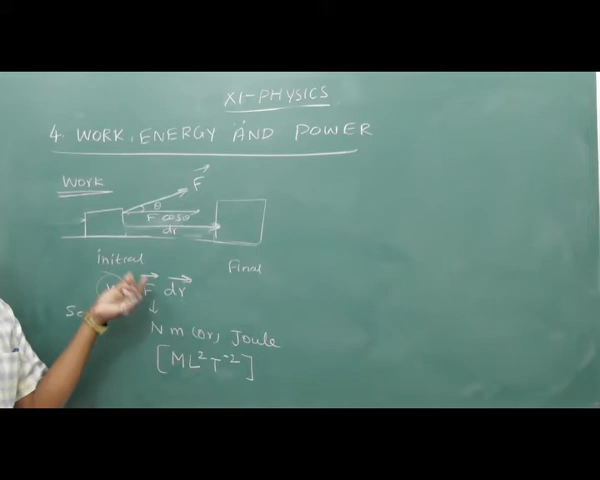 XI-PHYSICS
4. WORK, ENERGY AND POWER
WORK
F
θ
F cosθ
dr
initial
Final
F dr
N m (or) Joule
[ML²T⁻²]